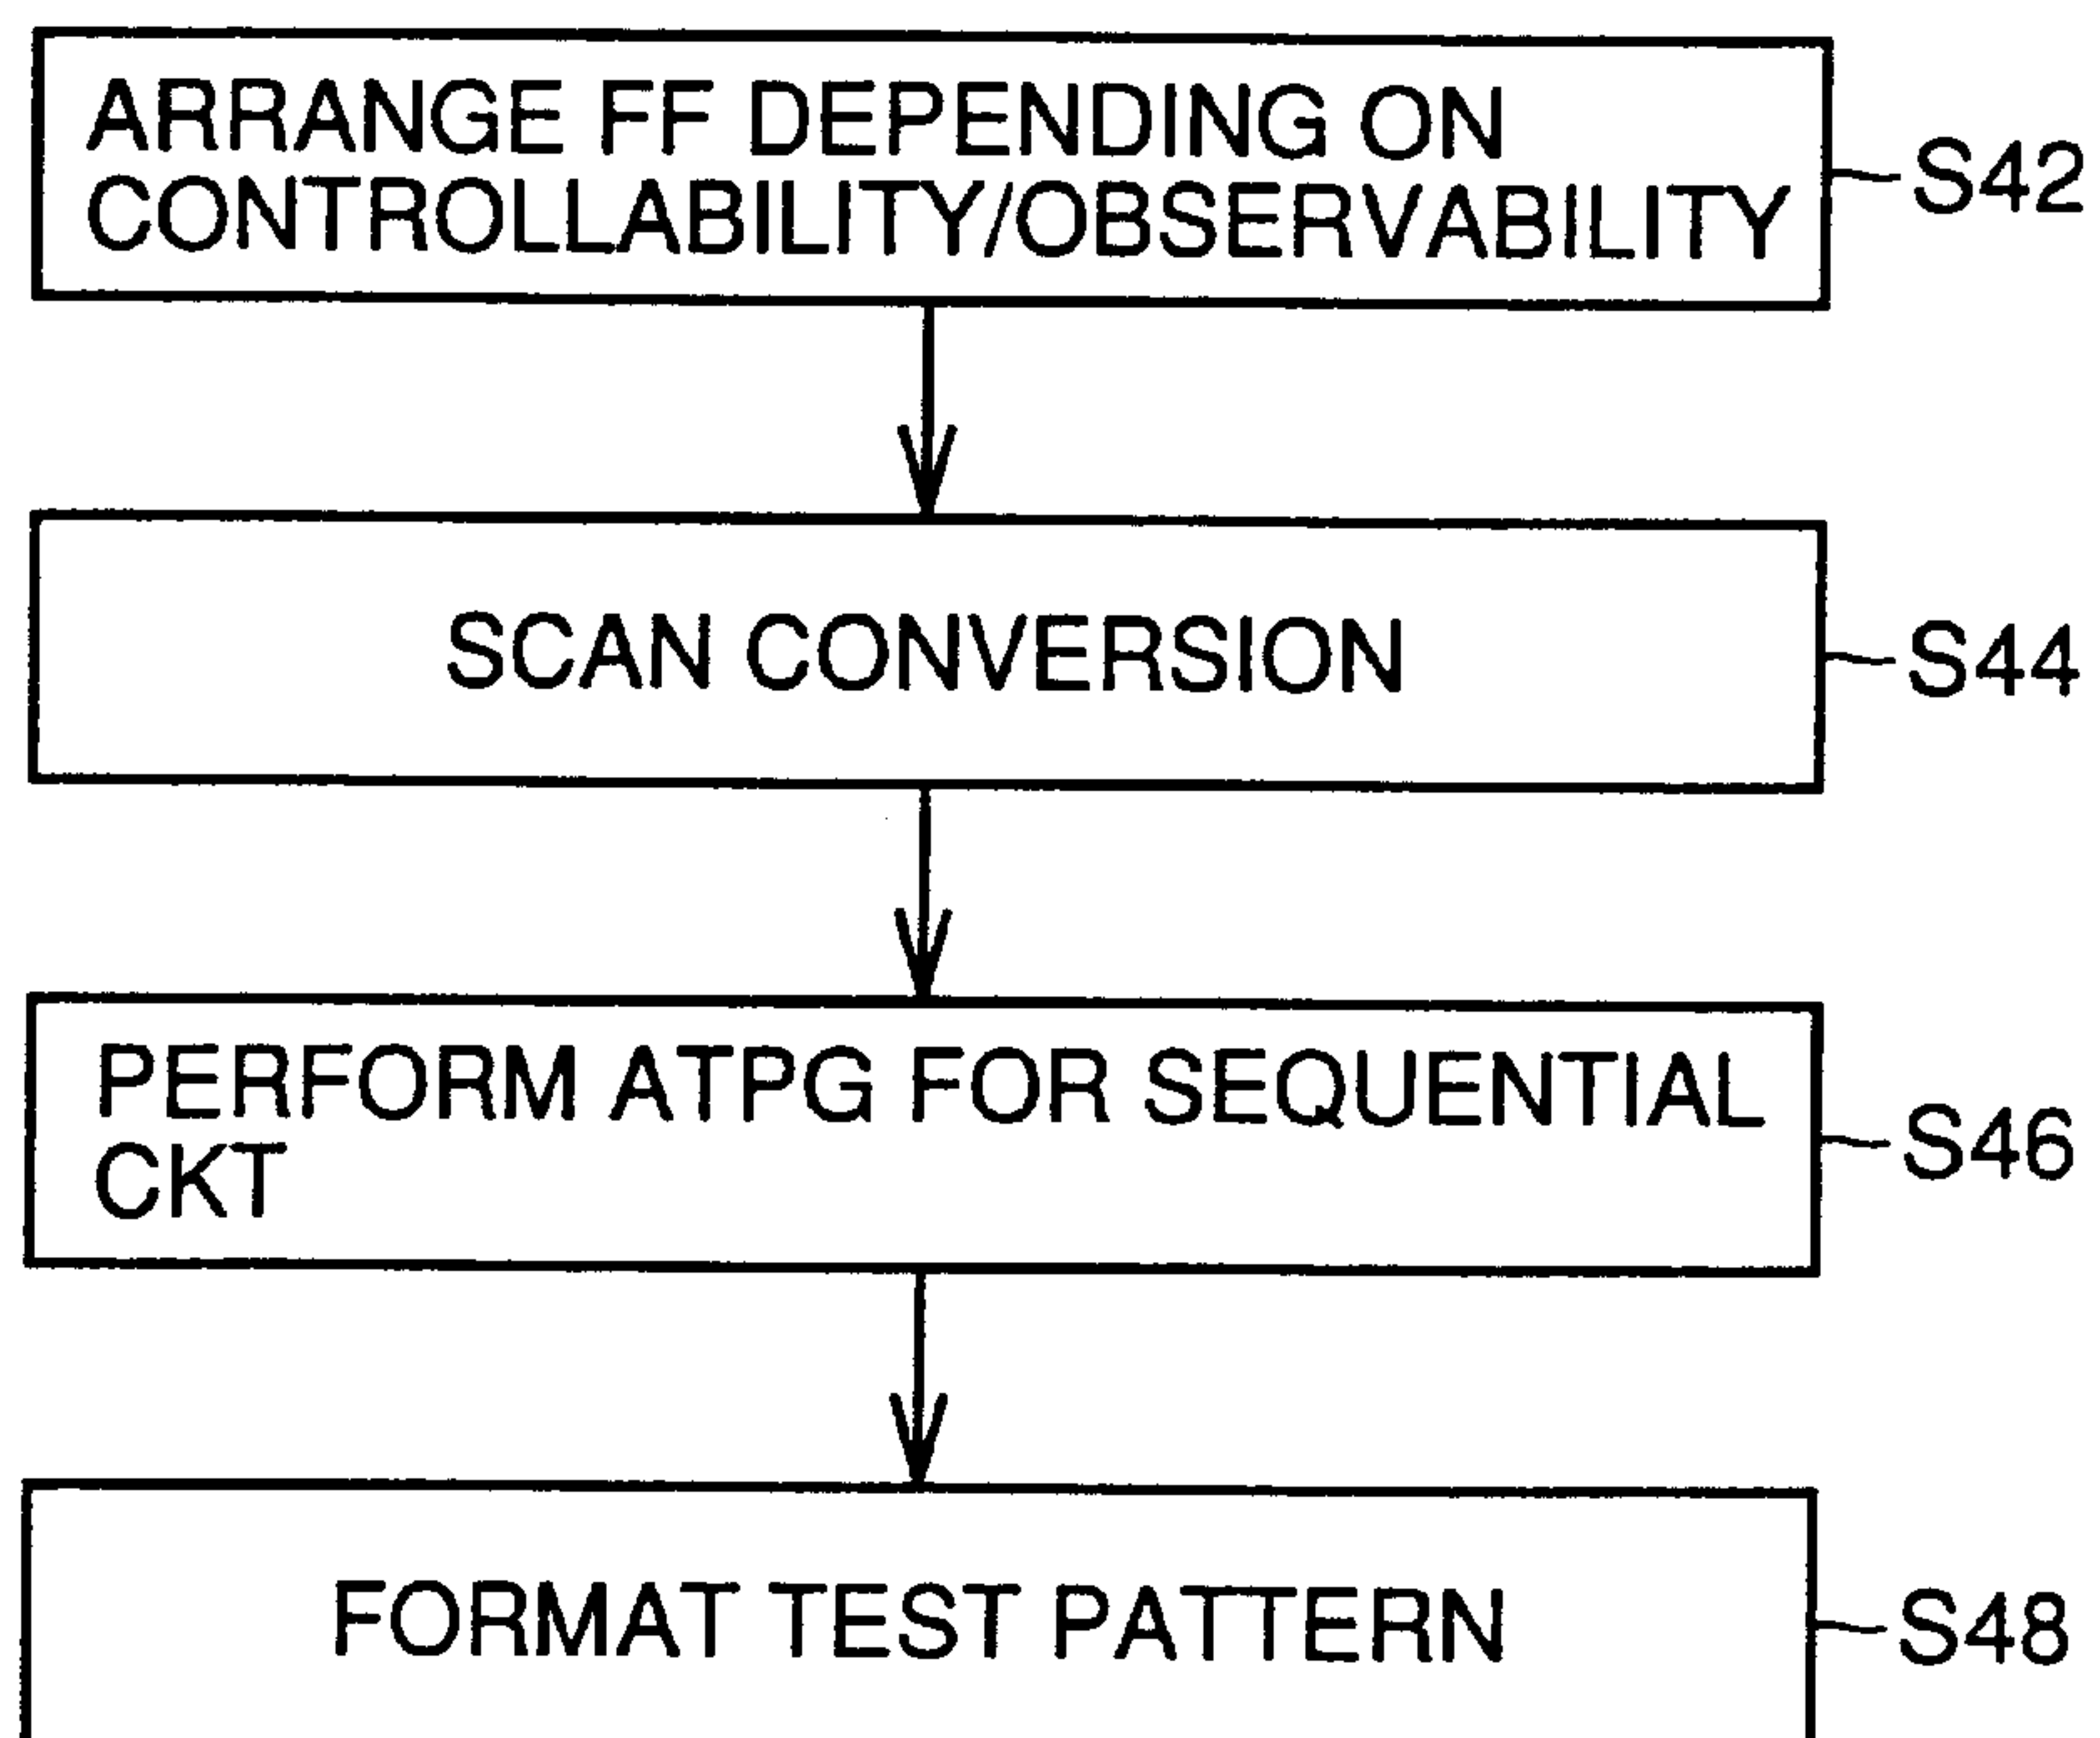 ARRANGE FF DEPENDING ON
CONTROLLABILITY/OBSERVABILITY
S42
SCAN CONVERSION
S44
PERFORM ATPG FOR SEQUENTIAL
CKT
S46
FORMAT TEST PATTERN
S48